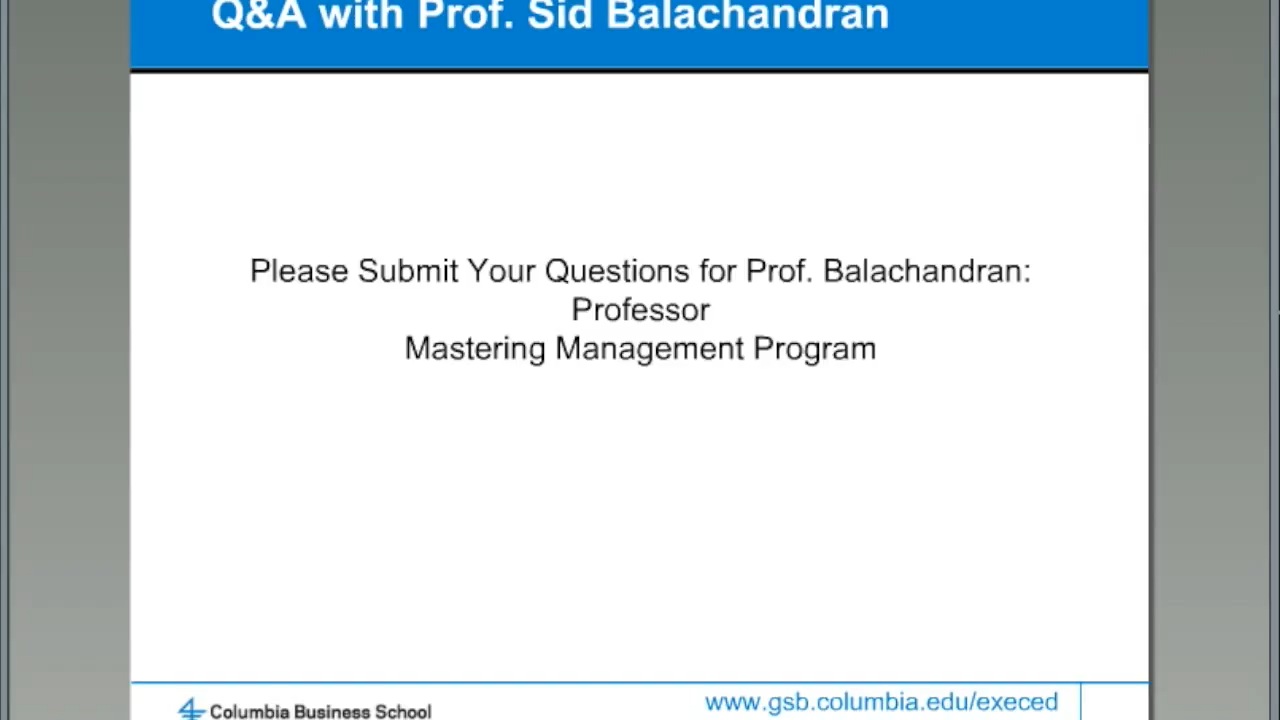 Q&A with Prof. Sid Balachandran
Please Submit Your Questions for Prof. Balachandran:
Professor
Mastering Management Program
www.gsb.columbia.edu/execed
Columbia Business School